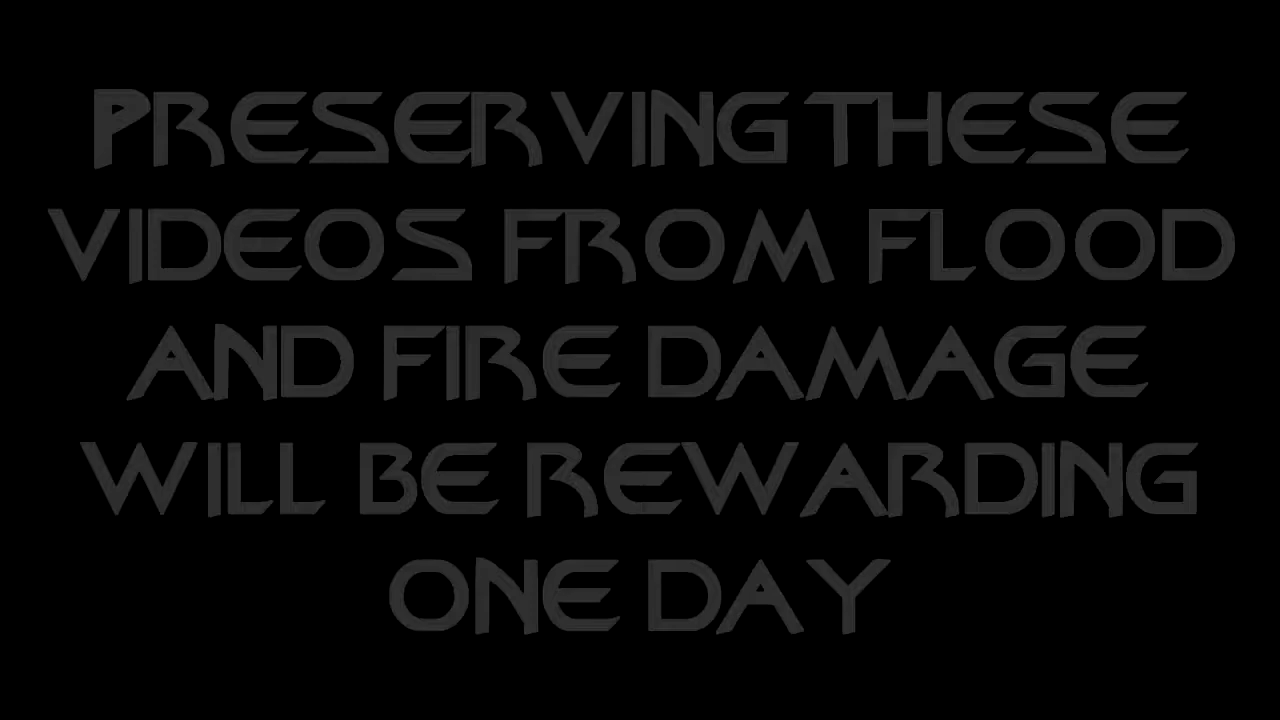 PRESERVING THESE
VIDEOS FROM FLOOD
AND FIRE DAMAGE
WILL BE REWARDING
ONE DAY